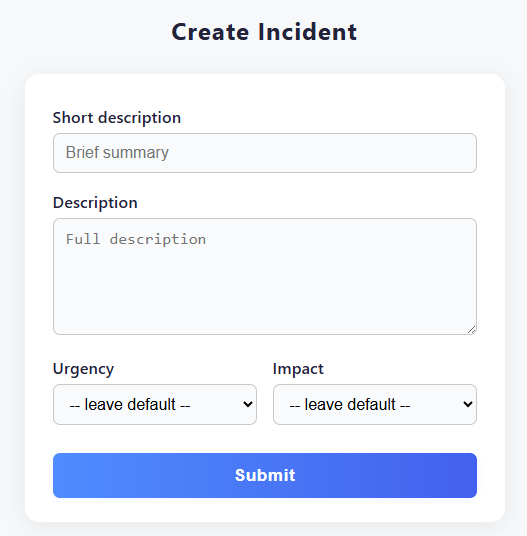 Create Incident
Short description
Brief summary
Description
Full description
Urgency
Impact
-- leave default --
-- leave default --
Submit